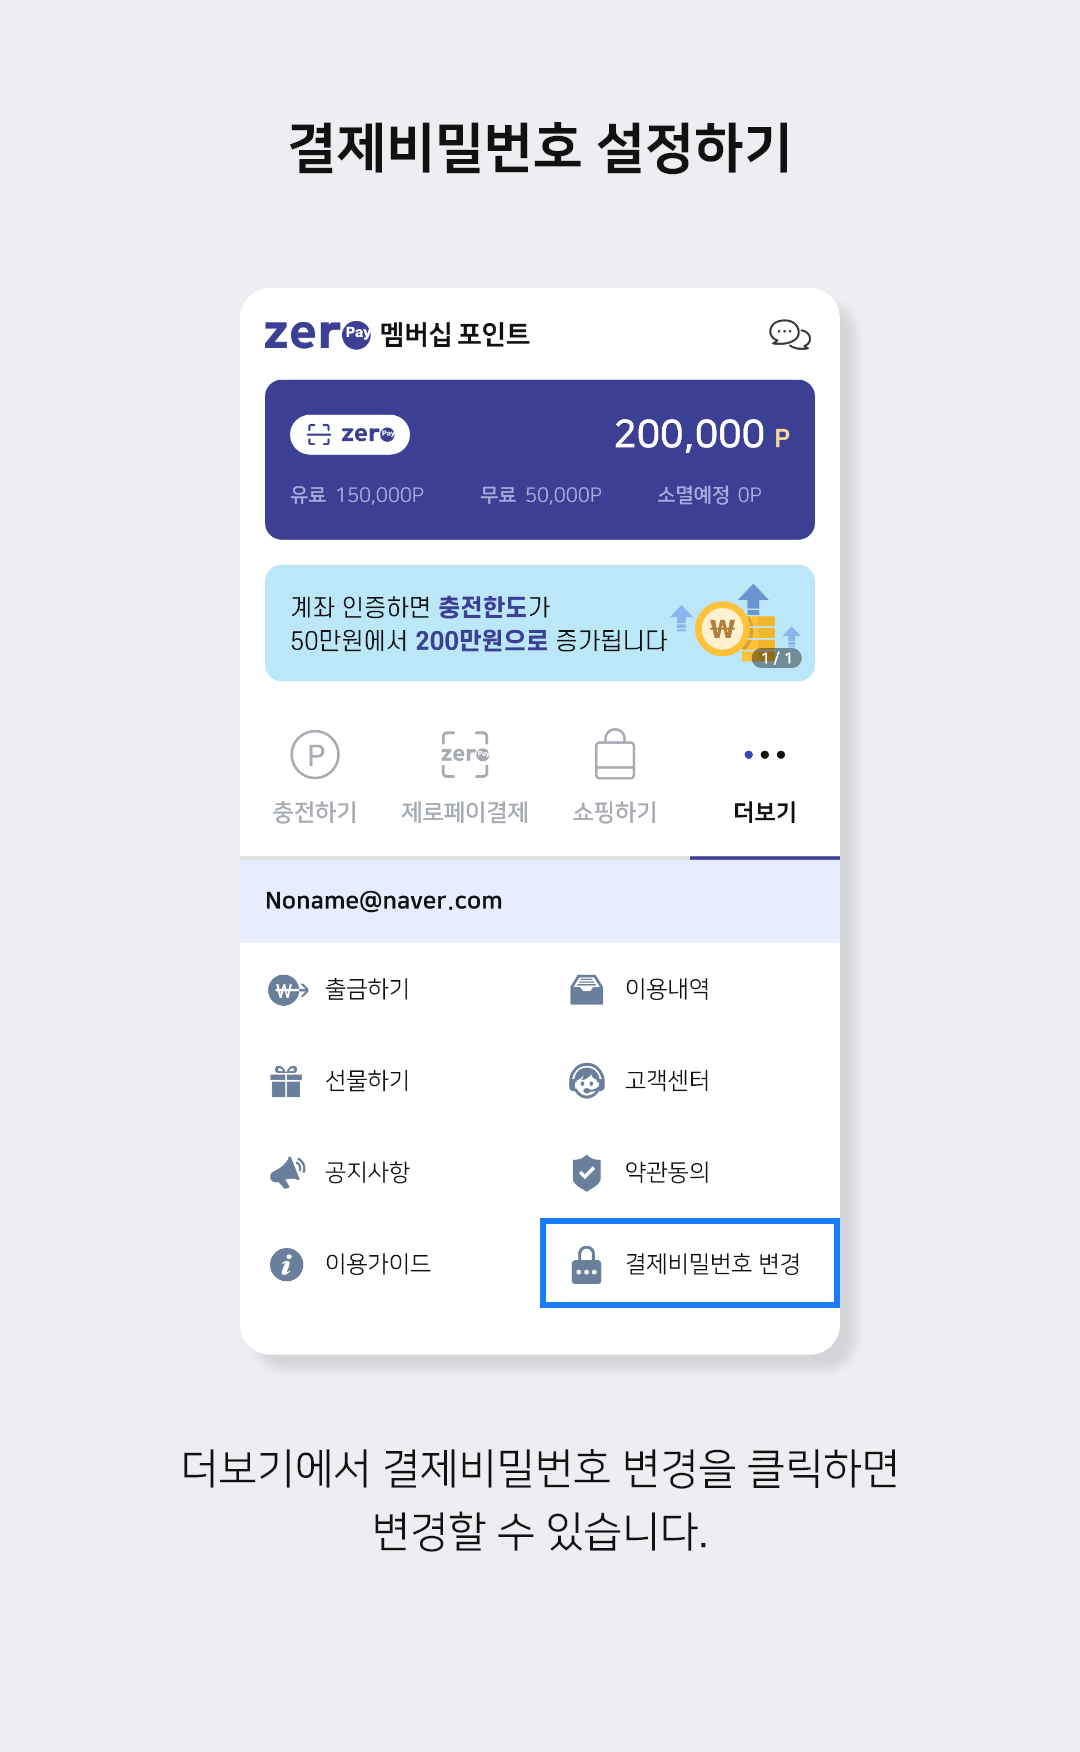 결제비밀번호 설정하기
zero Pay 멤버십 포인트
zero Pay 200,000 P
유료 150,000P 무료 50,000P 소멸예정 0P
계좌 인증하면 충전한도가
50만원에서 200만원으로 증가됩니다
₩
1 / 1
P zero Pay
충전하기 제로페이결제 쇼핑하기 더보기
Noname@naver.com
₩ 출금하기 이용내역
선물하기 고객센터
공지사항 약관동의
i 이용가이드 결제비밀번호 변경
더보기에서 결제비밀번호 변경을 클릭하면
변경할 수 있습니다.